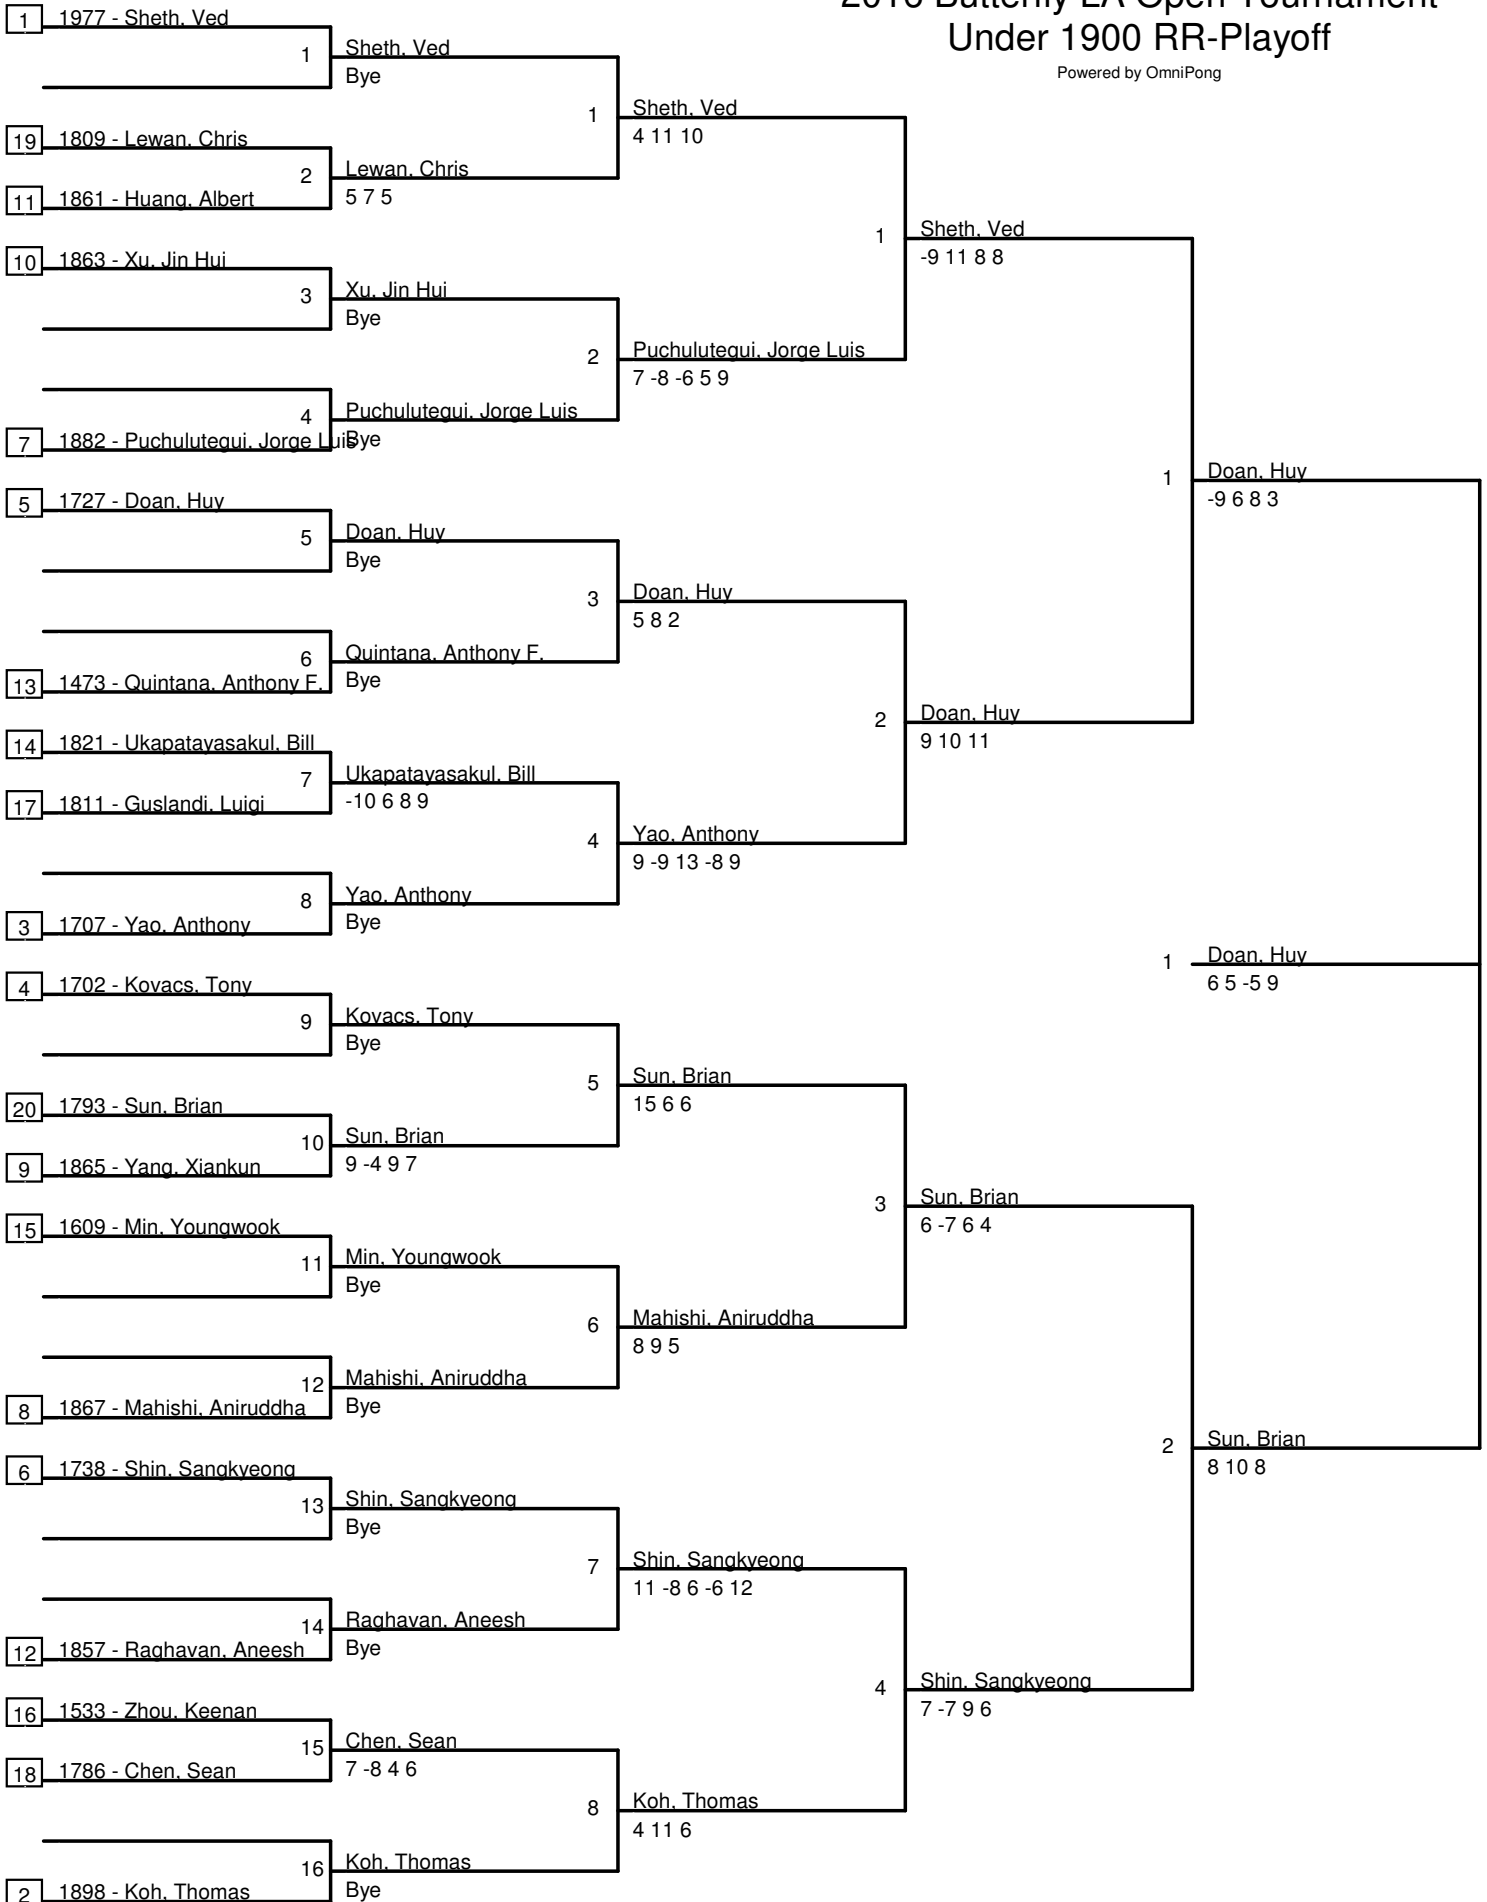 2016 Butterfly LA Open Tournament
Under 1900 RR-Playoff
Powered by OmniPong
1 1977 - Sheth, Ved
1 Sheth, Ved
Bye
1 Sheth, Ved
4 11 10
19 1809 - Lewan, Chris
2 Lewan, Chris
5 7 5
11 1861 - Huang, Albert
1 Sheth, Ved
-9 11 8 8
10 1863 - Xu, Jin Hui
3 Xu, Jin Hui
Bye
2 Puchulutegui, Jorge Luis
7 -8 -6 5 9
4 Puchulutegui, Jorge Luis
Bye
7 1882 - Puchulutegui, Jorge Luis
1 Doan, Huy
-9 6 8 3
5 1727 - Doan, Huy
5 Doan, Huy
Bye
3 Doan, Huy
5 8 2
6 Quintana, Anthony F.
Bye
13 1473 - Quintana, Anthony F.
2 Doan, Huy
9 10 11
14 1821 - Ukapatayasakul, Bill
7 Ukapatayasakul, Bill
-10 6 8 9
17 1811 - Guslandi, Luigi
4 Yao, Anthony
9 -9 13 -8 9
8 Yao, Anthony
Bye
3 1707 - Yao, Anthony
1 Doan, Huy
6 5 -5 9
4 1702 - Kovacs, Tony
9 Kovacs, Tony
Bye
5 Sun, Brian
15 6 6
20 1793 - Sun, Brian
10 Sun, Brian
9 -4 9 7
9 1865 - Yang, Xiankun
3 Sun, Brian
6 -7 6 4
15 1609 - Min, Youngwook
11 Min, Youngwook
Bye
6 Mahishi, Aniruddha
8 9 5
12 Mahishi, Aniruddha
Bye
8 1867 - Mahishi, Aniruddha
2 Sun, Brian
8 10 8
6 1738 - Shin, Sangkyeong
13 Shin, Sangkyeong
Bye
7 Shin, Sangkyeong
11 -8 6 -6 12
14 Raghavan, Aneesh
Bye
12 1857 - Raghavan, Aneesh
4 Shin, Sangkyeong
7 -7 9 6
16 1533 - Zhou, Keenan
15 Chen, Sean
7 -8 4 6
18 1786 - Chen, Sean
8 Koh, Thomas
4 11 6
16 Koh, Thomas
Bye
2 1898 - Koh, Thomas